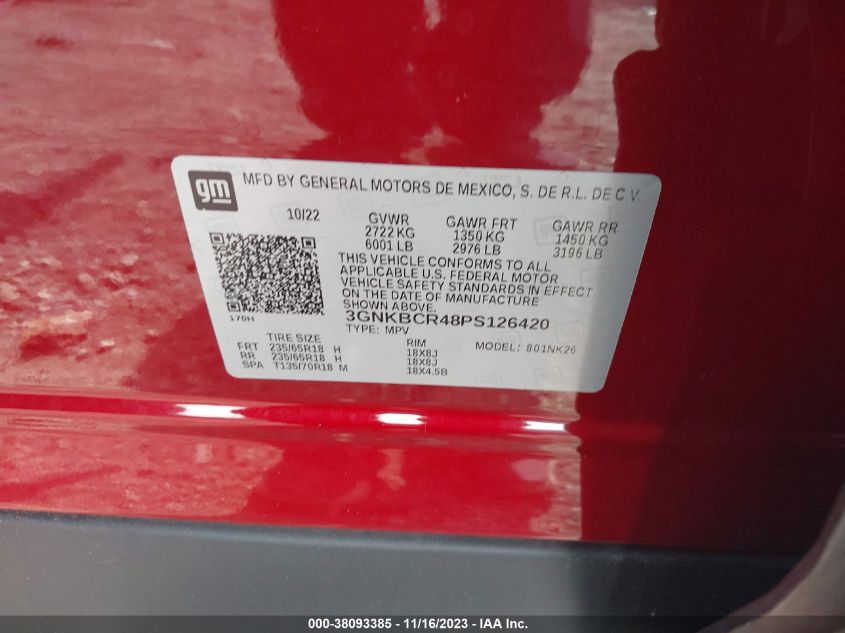 gm MFD BY GENERAL MOTORS DE MEXICO, S. DE R.L. DE C.V.
10/22 GVWR GAWR FRT GAWR RR
2722 KG 1350 KG 1450 KG
6001 LB 2976 LB 3196 LB
THIS VEHICLE CONFORMS TO ALL
APPLICABLE U.S. FEDERAL MOTOR
VEHICLE SAFETY STANDARDS IN EFFECT
ON THE DATE OF MANUFACTURE
SHOWN ABOVE.
170H 3GNKBCR48PS126420
TYPE: MPV MODEL: 801NK26
TIRE SIZE RIM
FRT 235/65R18 H 18X8J
RR 235/65R18 H 18X8J
SPA T135/70R18 M 18X4.5B
000-38093385 - 11/16/2023 - IAA Inc.